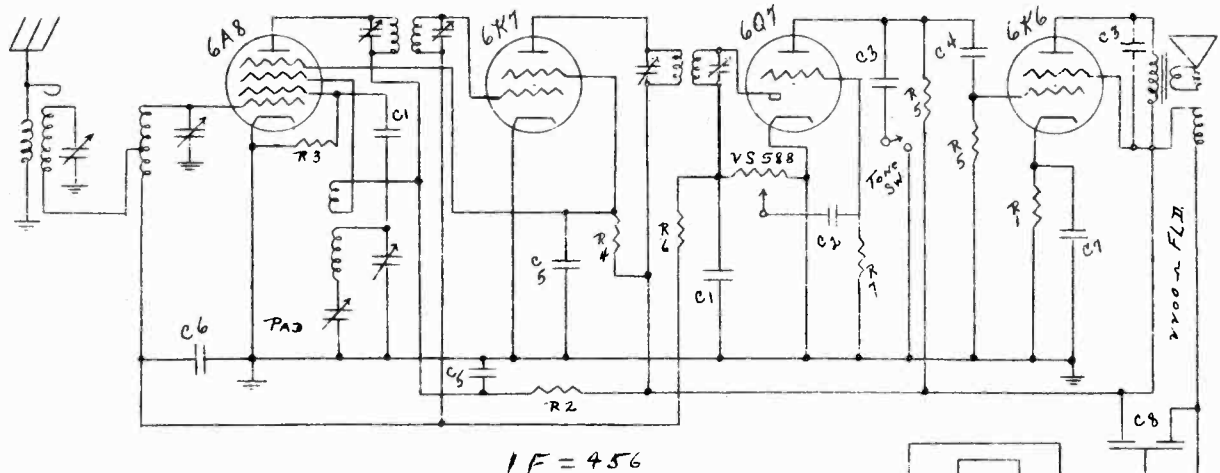 6A8
6K7
6Q7
6K6
C3
C4
C3
C1
R3
R5
R5
VS 588
TONE SW
R4
R6
C5
C2
R7
R1
C7
C1
PAD
C6
C5
R2
C8
IF = 456